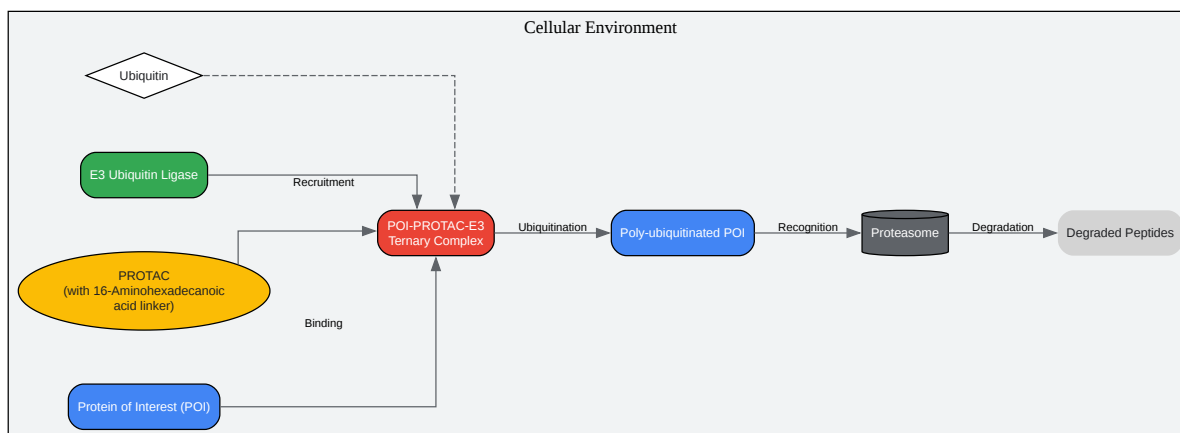 Cellular Environment
Ubiquitin
E3 Ubiquitin Ligase
Recruitment
POI-PROTAC-E3
Ternary Complex
Ubiquitination
Poly-ubiquitinated POI
Recognition
Proteasome
Degradation
Degraded Peptides
PROTAC
(with 16-Aminohexadecanoic
acid linker)
Binding
Protein of Interest (POI)